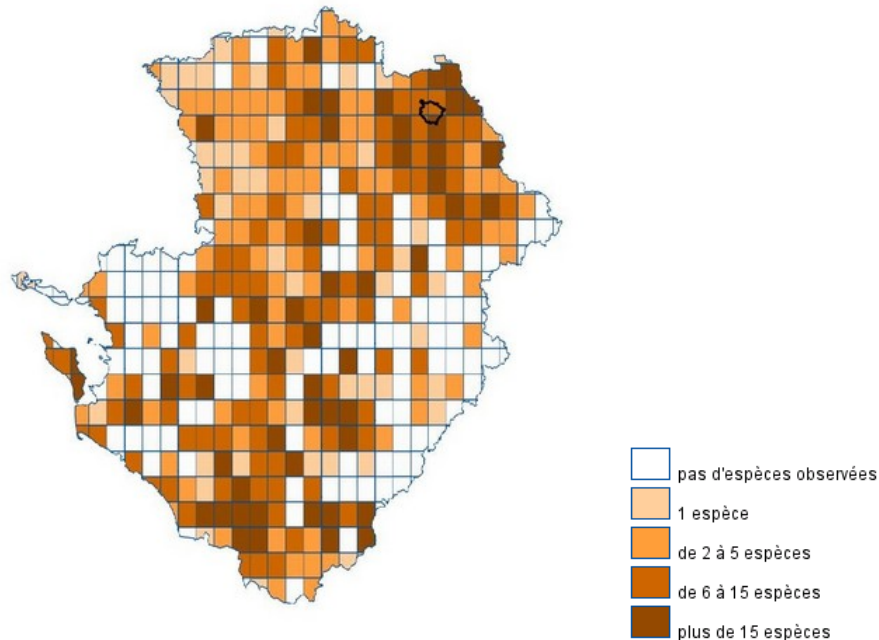 pas d'espèces observées
1 espèce
de 2 à 5 espèces
de 6 à 15 espèces
plus de 15 espèces